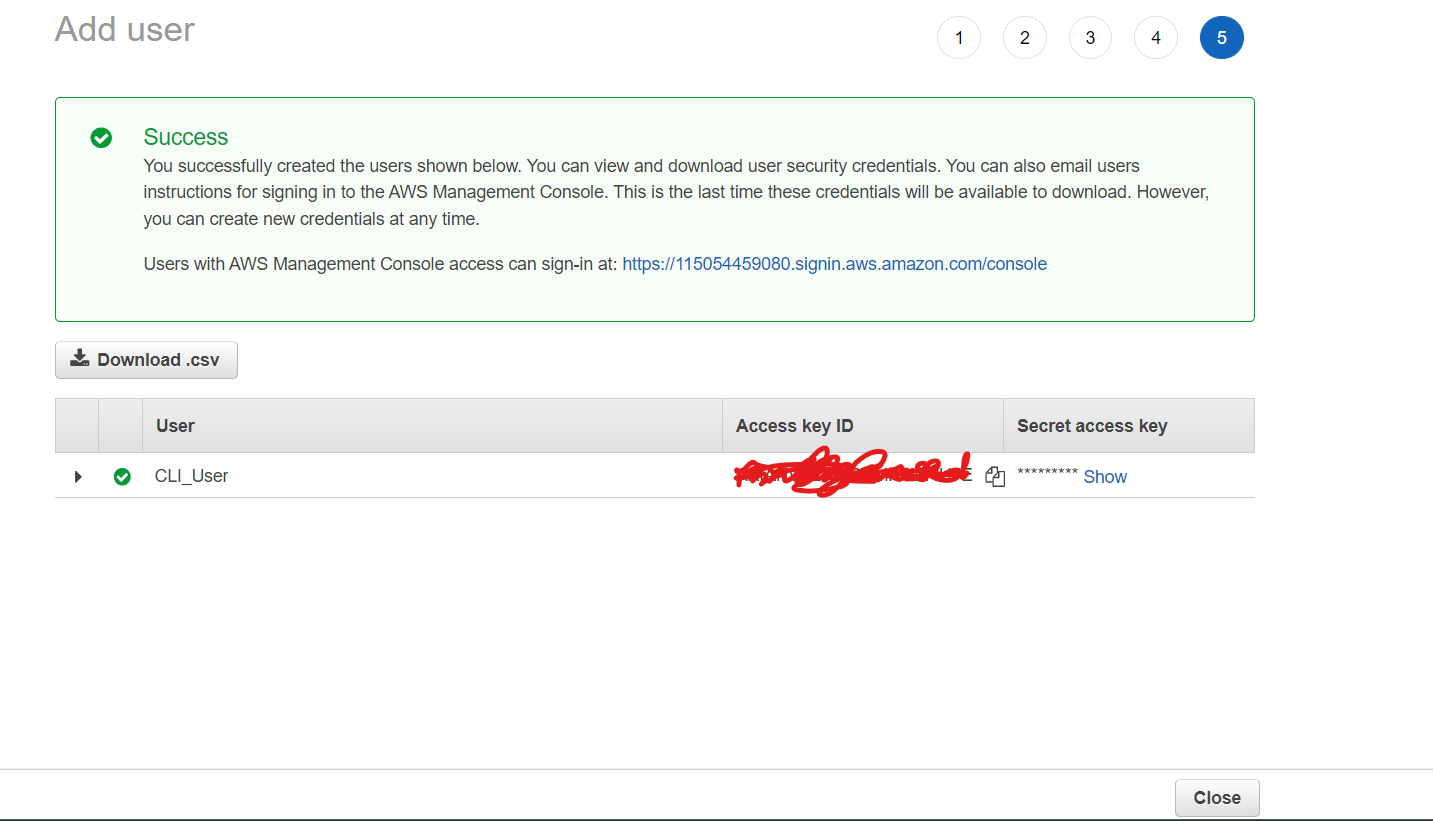 Add user
1 2 3 4 5
Success
You successfully created the users shown below. You can view and download user security credentials. You can also email users
instructions for signing in to the AWS Management Console. This is the last time these credentials will be available to download. However,
you can create new credentials at any time.
Users with AWS Management Console access can sign-in at: https://115054459080.signin.aws.amazon.com/console
Download .csv
User Access key ID Secret access key
CLI_User ********* Show
Close